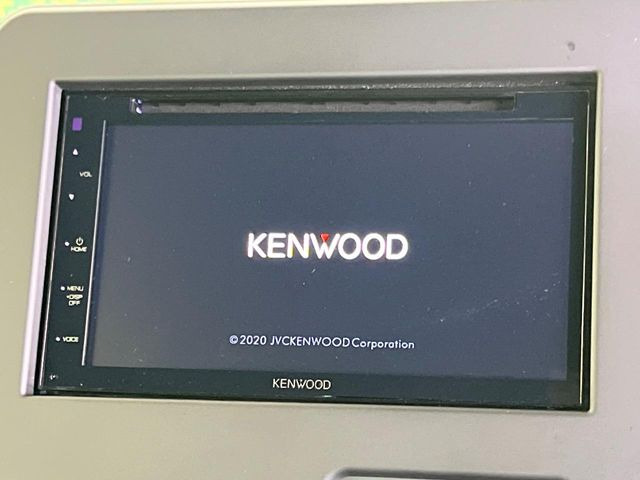 VOL
HOME
MENU
•DISP
OFF
VOICE
KENWOOD
©2020 JVCKENWOOD Corporation
KENWOOD